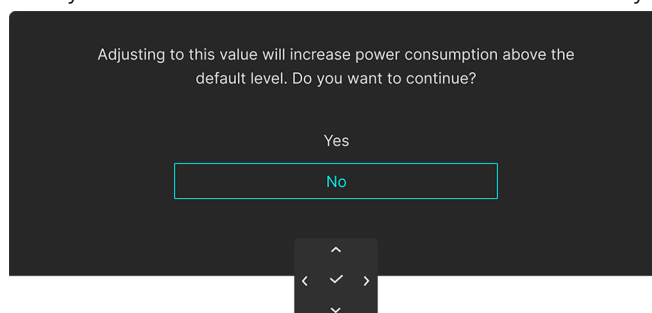 Adjusting to this value will increase power consumption above the
default level. Do you want to continue?
Yes
No